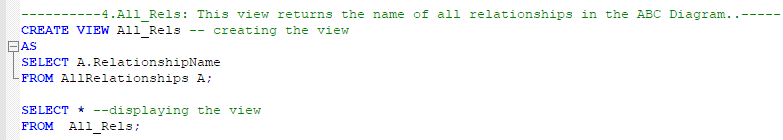 ----------4.All_Rels: This view returns the name of all relationships in the ABC Diagram..-----
CREATE VIEW All_Rels -- creating the view
AS
SELECT A.RelationshipName
FROM AllRelationships A;
SELECT * --displaying the view
FROM  All_Rels;